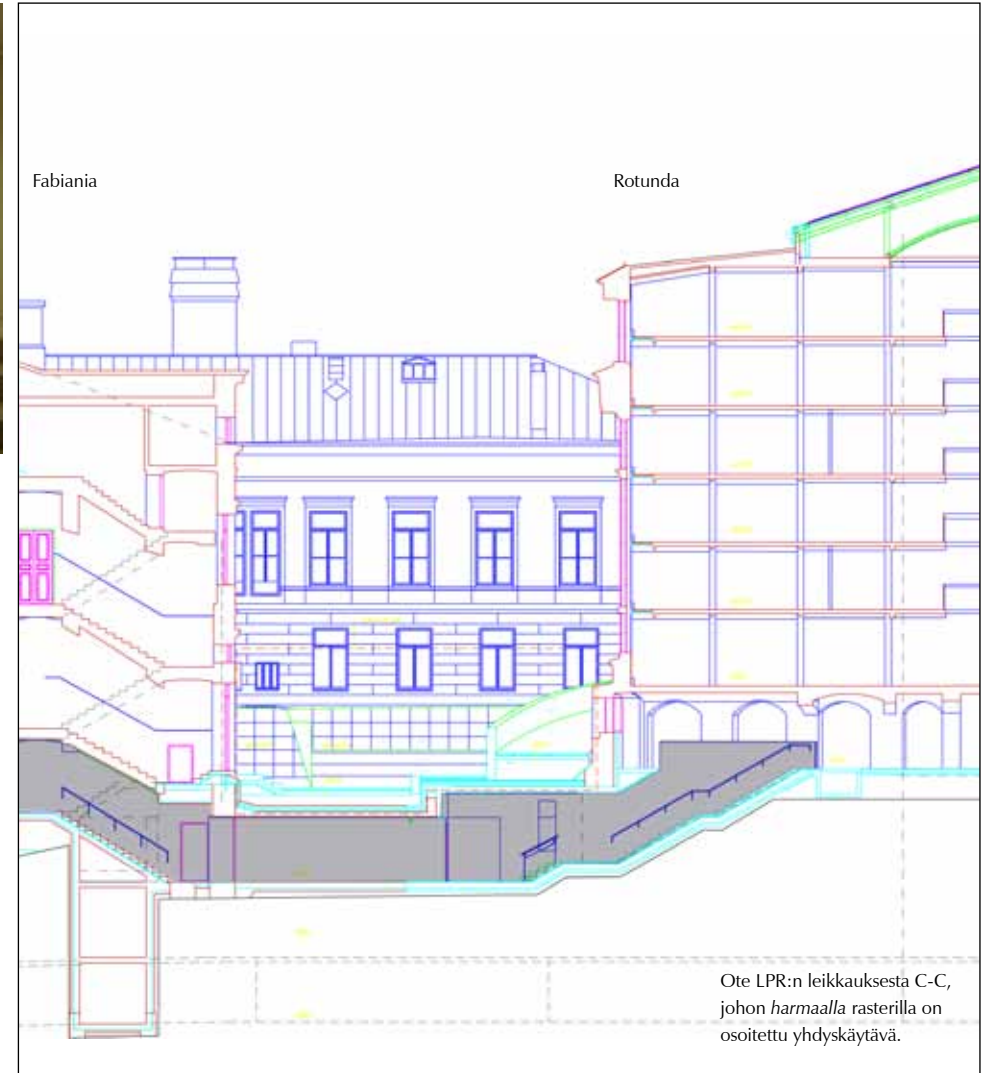 Fabiania
Rotunda
Ote LPR:n leikkauksesta C-C,
johon harmaalla rasterilla on
osoitettu yhdyskäytävä.